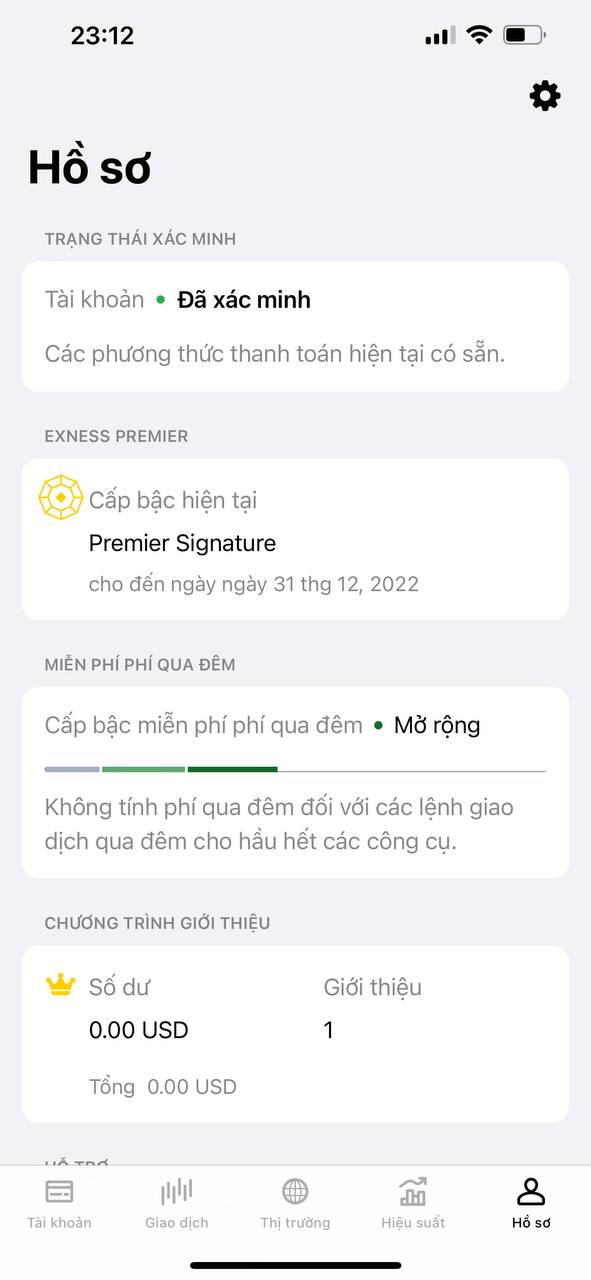 23:12
Hồ sơ
TRẠNG THÁI XÁC MINH
Tài khoản • Đã xác minh
Các phương thức thanh toán hiện tại có sẵn.
EXNESS PREMIER
Cấp bậc hiện tại
Premier Signature
cho đến ngày ngày 31 thg 12, 2022
MIỄN PHÍ PHÍ QUA ĐÊM
Cấp bậc miễn phí phí qua đêm • Mở rộng
Không tính phí qua đêm đối với các lệnh giao
dịch qua đêm cho hầu hết các công cụ.
CHƯƠNG TRÌNH GIỚI THIỆU
Số dư Giới thiệu
0.00 USD 1
Tổng 0.00 USD
HỖ TRỢ
Tài khoản Giao dịch Thị trường Hiệu suất Hồ sơ